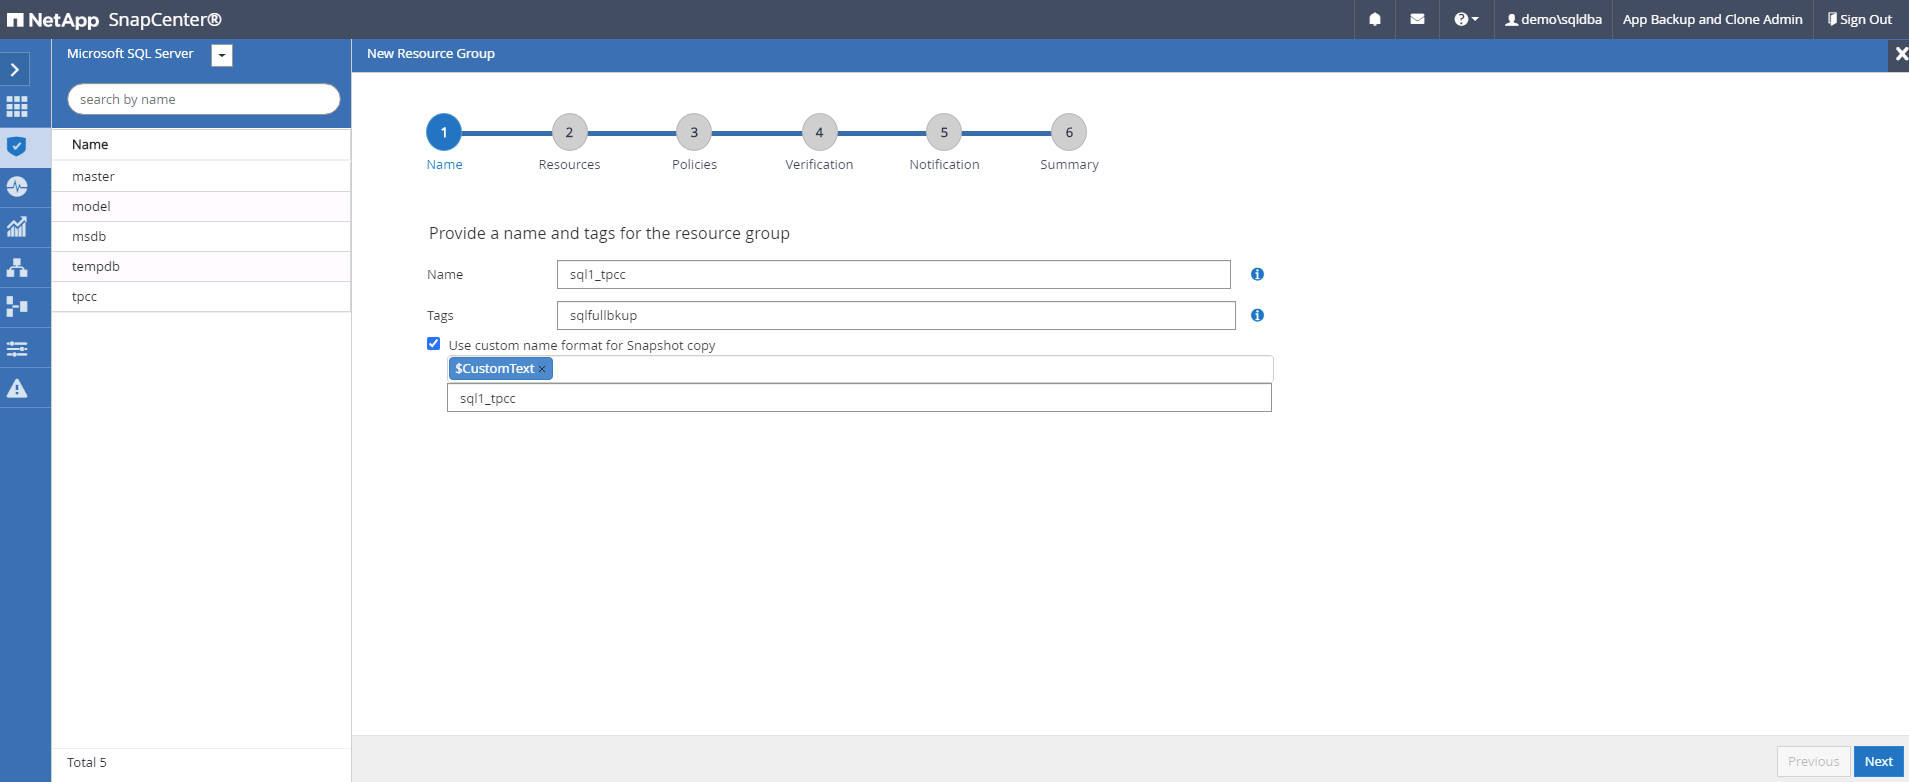 NetApp SnapCenter®
demo\sqldba
App Backup and Clone Admin
Sign Out
Microsoft SQL Server
search by name
Name
master
model
msdb
tempdb
tpcc
Total 5
New Resource Group
1
2
3
4
5
6
Name
Resources
Policies
Verification
Notification
Summary
Provide a name and tags for the resource group
Name
sql1_tpcc
Tags
sqlfullbkup
Use custom name format for Snapshot copy
$CustomText ×
sql1_tpcc
Previous
Next